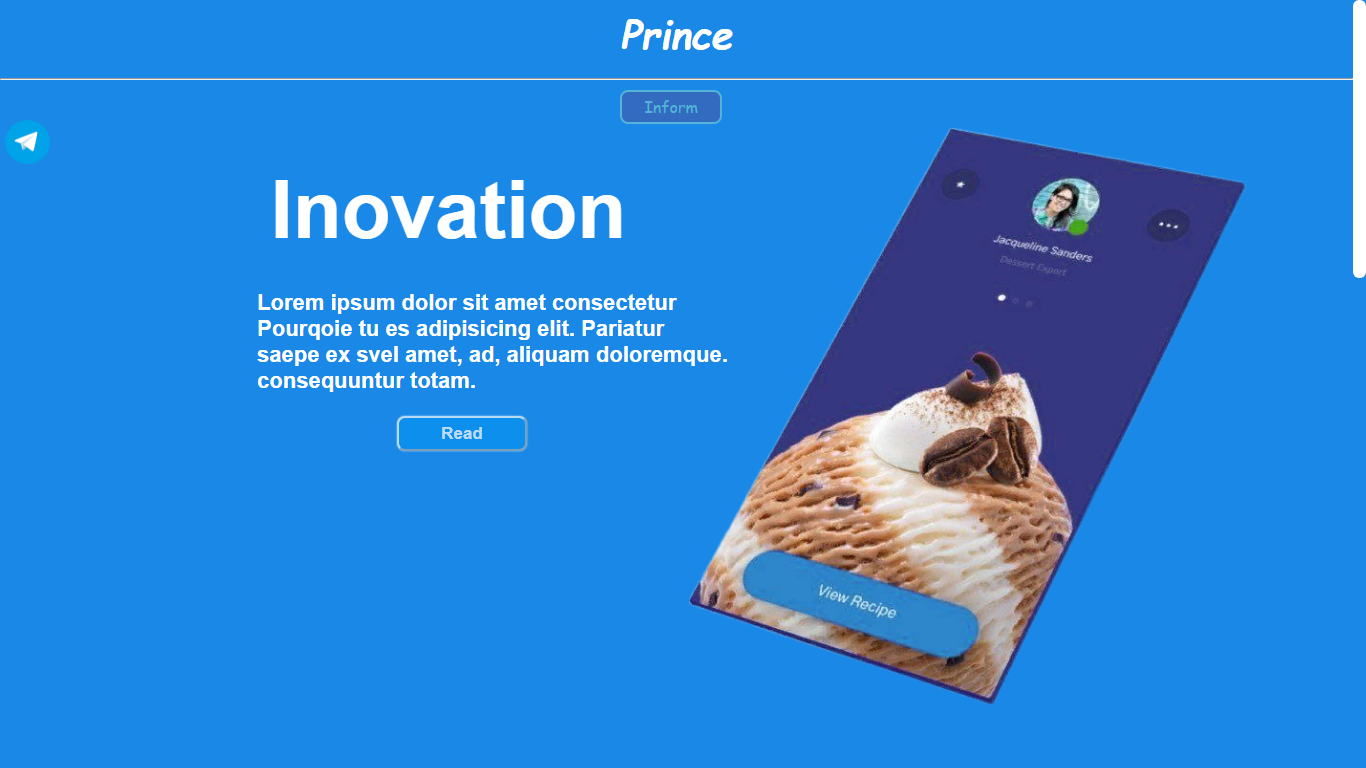 Prince
Inform
Inovation
Lorem ipsum dolor sit amet consectetur
Pourqoie tu es adipisicing elit. Pariatur
saepe ex svel amet, ad, aliquam doloremque.
consequuntur totam.
Read
Jacqueline Sanders
Dessert Expert
View Recipe